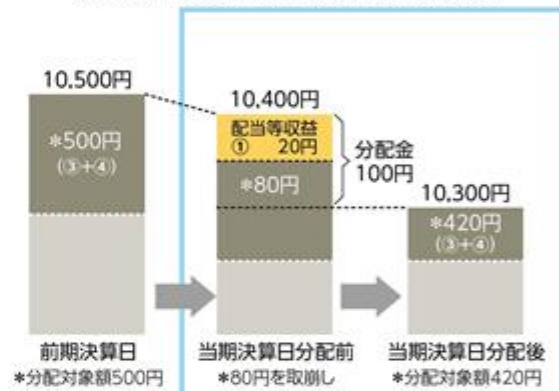 10,500円
*500円
(③+④)
10,400円
配当等収益
① 20円
*80円
分配金
100円
10,300円
*420円
(③+④)
前期決算日
*分配対象額500円
当期決算日分配前
*80円を取崩し
当期決算日分配後
*分配対象額420円